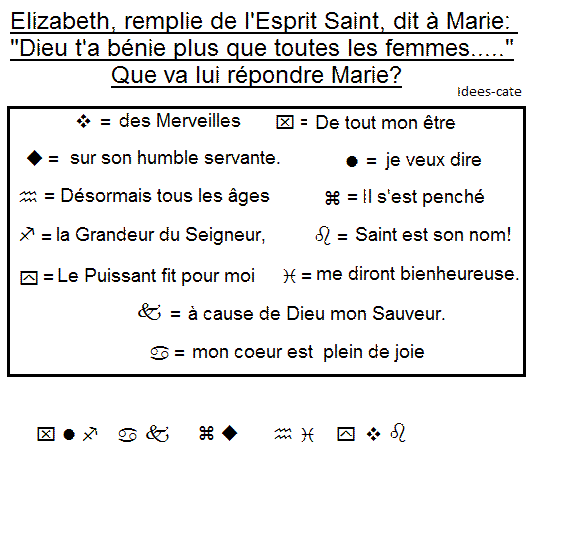 Elizabeth, remplie de l'Esprit Saint, dit à Marie:
"Dieu t'a bénie plus que toutes les femmes....."
Que va lui répondre Marie?
Idees-cate
❖ = des Merveilles ⌧ = De tout mon être
◆ = sur son humble servante. ● = je veux dire
♒ = Désormais tous les âges ⌘ = Il s'est penché
♐ = la Grandeur du Seigneur, ♌ = Saint est son nom!
⍓ = Le Puissant fit pour moi ♓ = me diront bienheureuse.
🙵 = à cause de Dieu mon Sauveur.
♋ = mon coeur est plein de joie
⌧ ● ♐ ♋ 🙵 ⌘ ◆ ♒ ♓ ⍓ ❖ ♌